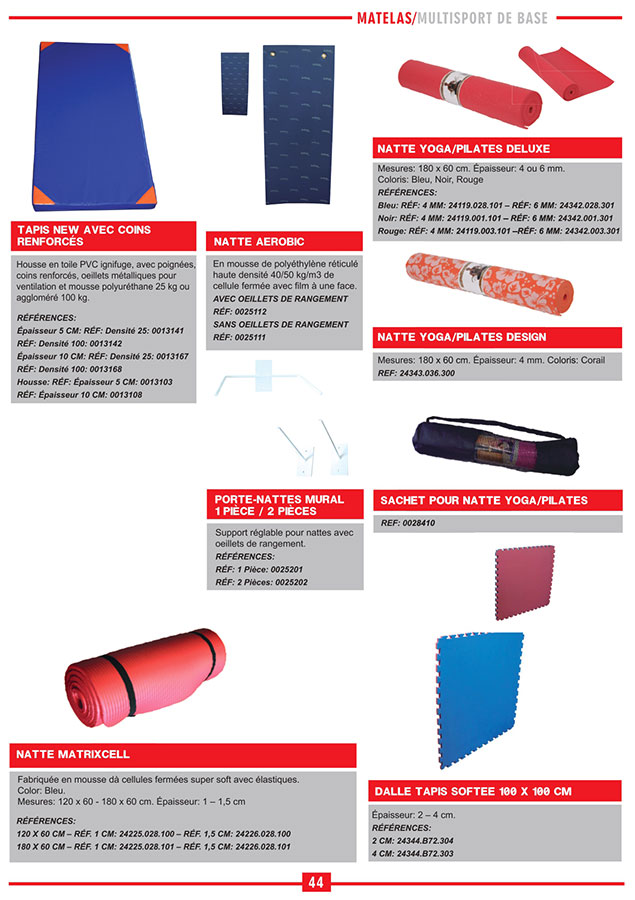 MATELAS/MULTISPORT DE BASE
TAPIS NEW AVEC COINS
RENFORCÉS
Housse en toile PVC ignifuge, avec poignées,
coins renforcés, oeillets métalliques pour
ventilation et mousse polyuréthane 25 kg ou
aggloméré 100 kg.
RÉFÉRENCES:
Épaisseur 5 CM: RÉF: Densité 25: 0013141
RÉF: Densité 100: 0013142
Épaisseur 10 CM: RÉF: Densité 25: 0013167
RÉF: Densité 100: 0013168
Housse: RÉF: Épaisseur 5 CM: 0013103
RÉF: Épaisseur 10 CM: 0013108
NATTE AEROBIC
En mousse de polyéthylène réticulé
haute densité 40/50 kg/m3 de
cellule fermée avec film à une face.
AVEC OEILLETS DE RANGEMENT
RÉF: 0025112
SANS OEILLETS DE RANGEMENT
RÉF: 0025111
PORTE-NATTES MURAL
1 PIÈCE / 2 PIÈCES
Support réglable pour nattes avec
oeillets de rangement.
RÉFÉRENCES:
RÉF: 1 Pièce: 0025201
RÉF: 2 Pièces: 0025202
NATTE YOGA/PILATES DELUXE
Mesures: 180 x 60 cm. Épaisseur: 4 ou 6 mm.
Coloris: Bleu, Noir, Rouge
RÉFÉRENCES:
Bleu: RÉF: 4 MM: 24119.028.101 – RÉF: 6 MM: 24342.028.301
Noir: RÉF: 4 MM: 24119.001.101 – RÉF: 6 MM: 24342.001.301
Rouge: RÉF: 4 MM: 24119.003.101 –RÉF: 6 MM: 24342.003.301
NATTE YOGA/PILATES DESIGN
Mesures: 180 x 60 cm. Épaisseur: 4 mm. Coloris: Corail
REF: 24343.036.300
SACHET POUR NATTE YOGA/PILATES
REF: 0028410
NATTE MATRIXCELL
Fabriquée en mousse dà cellules fermées super soft avec élastiques.
Color: Bleu.
Mesures: 120 x 60 - 180 x 60 cm. Épaisseur: 1 – 1,5 cm
RÉFÉRENCES:
120 X 60 CM – RÉF. 1 CM: 24225.028.100 – RÉF. 1,5 CM: 24226.028.100
180 X 60 CM – RÉF. 1 CM: 24225.028.101 – RÉF. 1,5 CM: 24226.028.101
DALLE TAPIS SOFTEE 100 X 100 CM
Épaisseur: 2 – 4 cm.
RÉFÉRENCES:
2 CM: 24344.B72.304
4 CM: 24344.B72.303
44